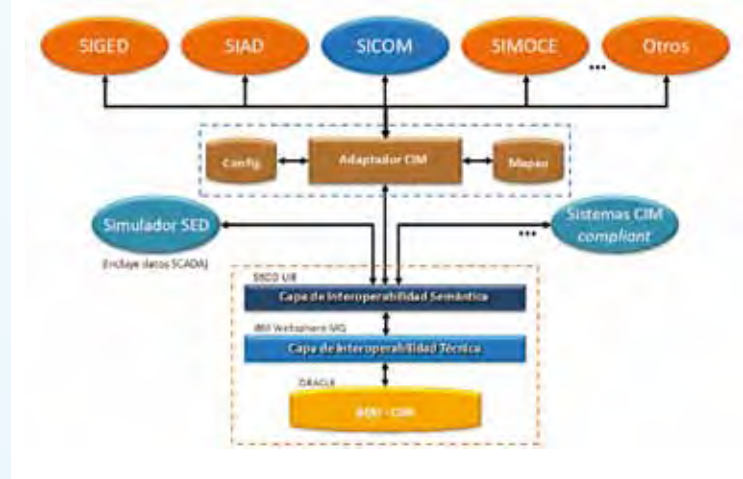 SIGED
SIAD
SICOM
SIMOCE
...
Otros
Config.
Adaptador CIM
Mapeo
Simulador SED
(Incluye datos SCADA)
...
Sistemas CIM
compliant
Capa de Interoperabilidad Semántica
IBM Websphere MQ
Capa de Interoperabilidad Técnica
ORACLE